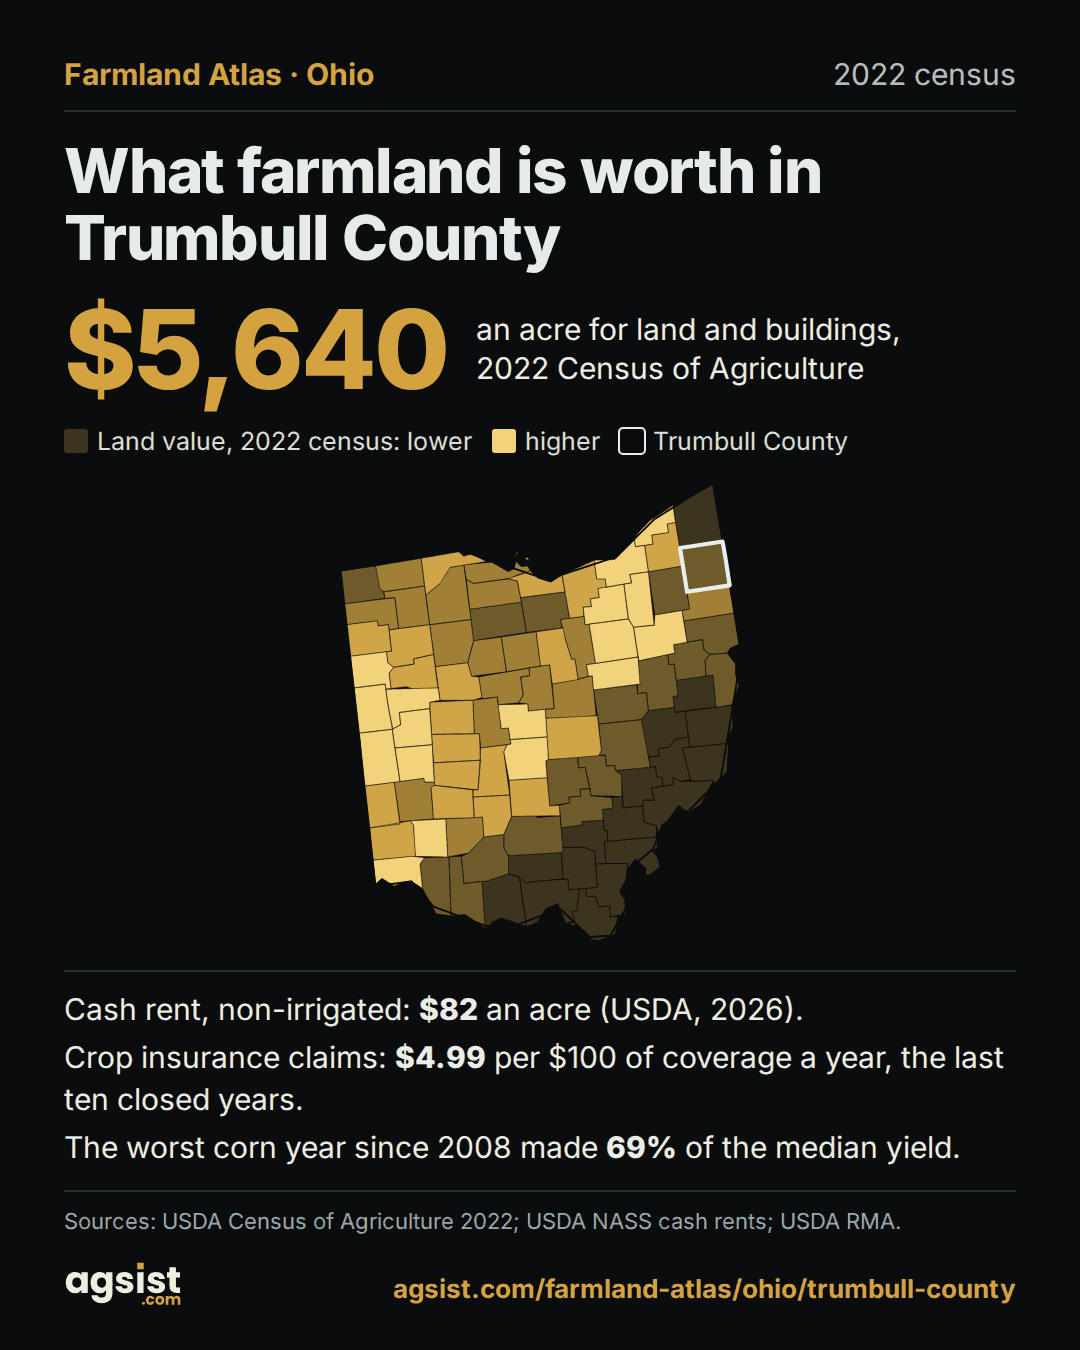 Farmland Atlas · Ohio
2022 census
What farmland is worth in
Trumbull County
$5,640
an acre for land and buildings,
2022 Census of Agriculture
Land value, 2022 census: lower
higher
Trumbull County
Cash rent, non-irrigated: $82 an acre (USDA, 2026).
Crop insurance claims: $4.99 per $100 of coverage a year, the last
ten closed years.
The worst corn year since 2008 made 69% of the median yield.
Sources: USDA Census of Agriculture 2022; USDA NASS cash rents; USDA RMA.
agsist
.com
agsist.com/farmland-atlas/ohio/trumbull-county